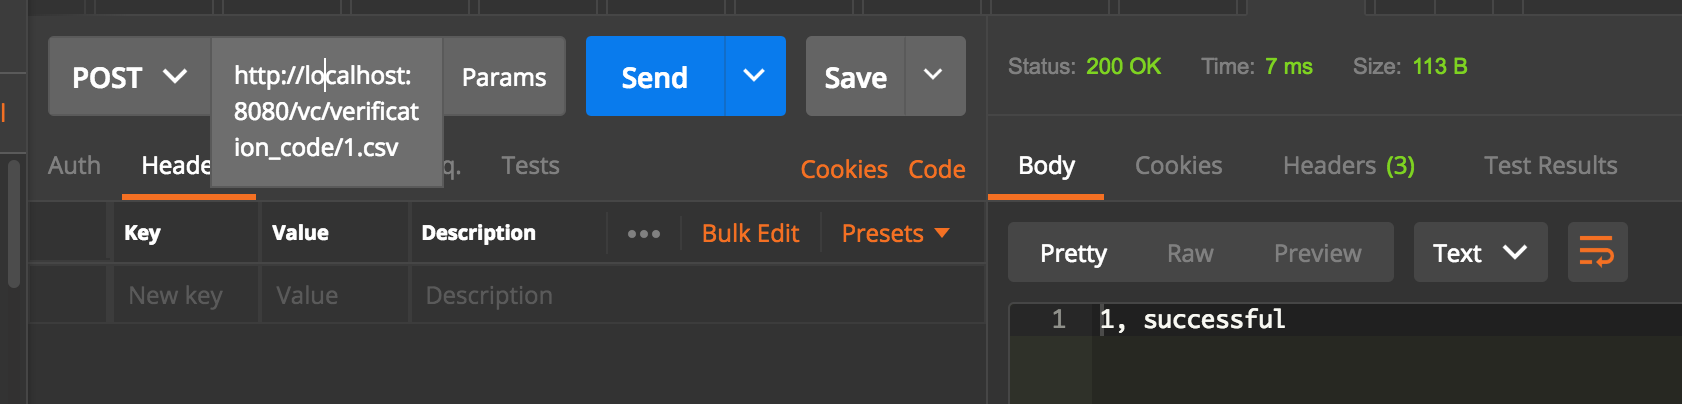 POST
http://localhost:
8080/vc/verificat
ion_code/1.csv
Params
Send
Save
Status: 200 OK Time: 7 ms Size: 113 B
Auth
Heade
q.
Tests
Cookies Code
Body Cookies Headers (3) Test Results
Key Value Description ••• Bulk Edit Presets
New key Value Description
Pretty Raw Preview Text
1 1, successful